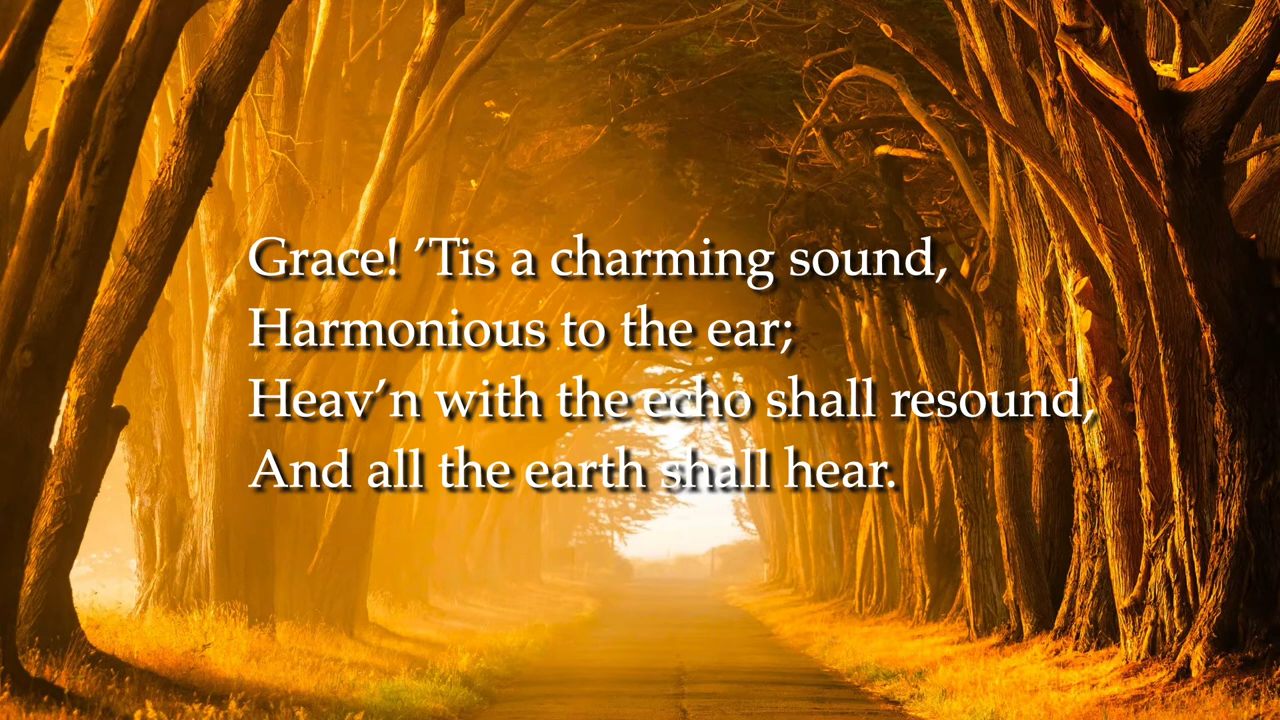 Grace! ’Tis a charming sound,
Harmonious to the ear;
Heav’n with the echo shall resound,
And all the earth shall hear.